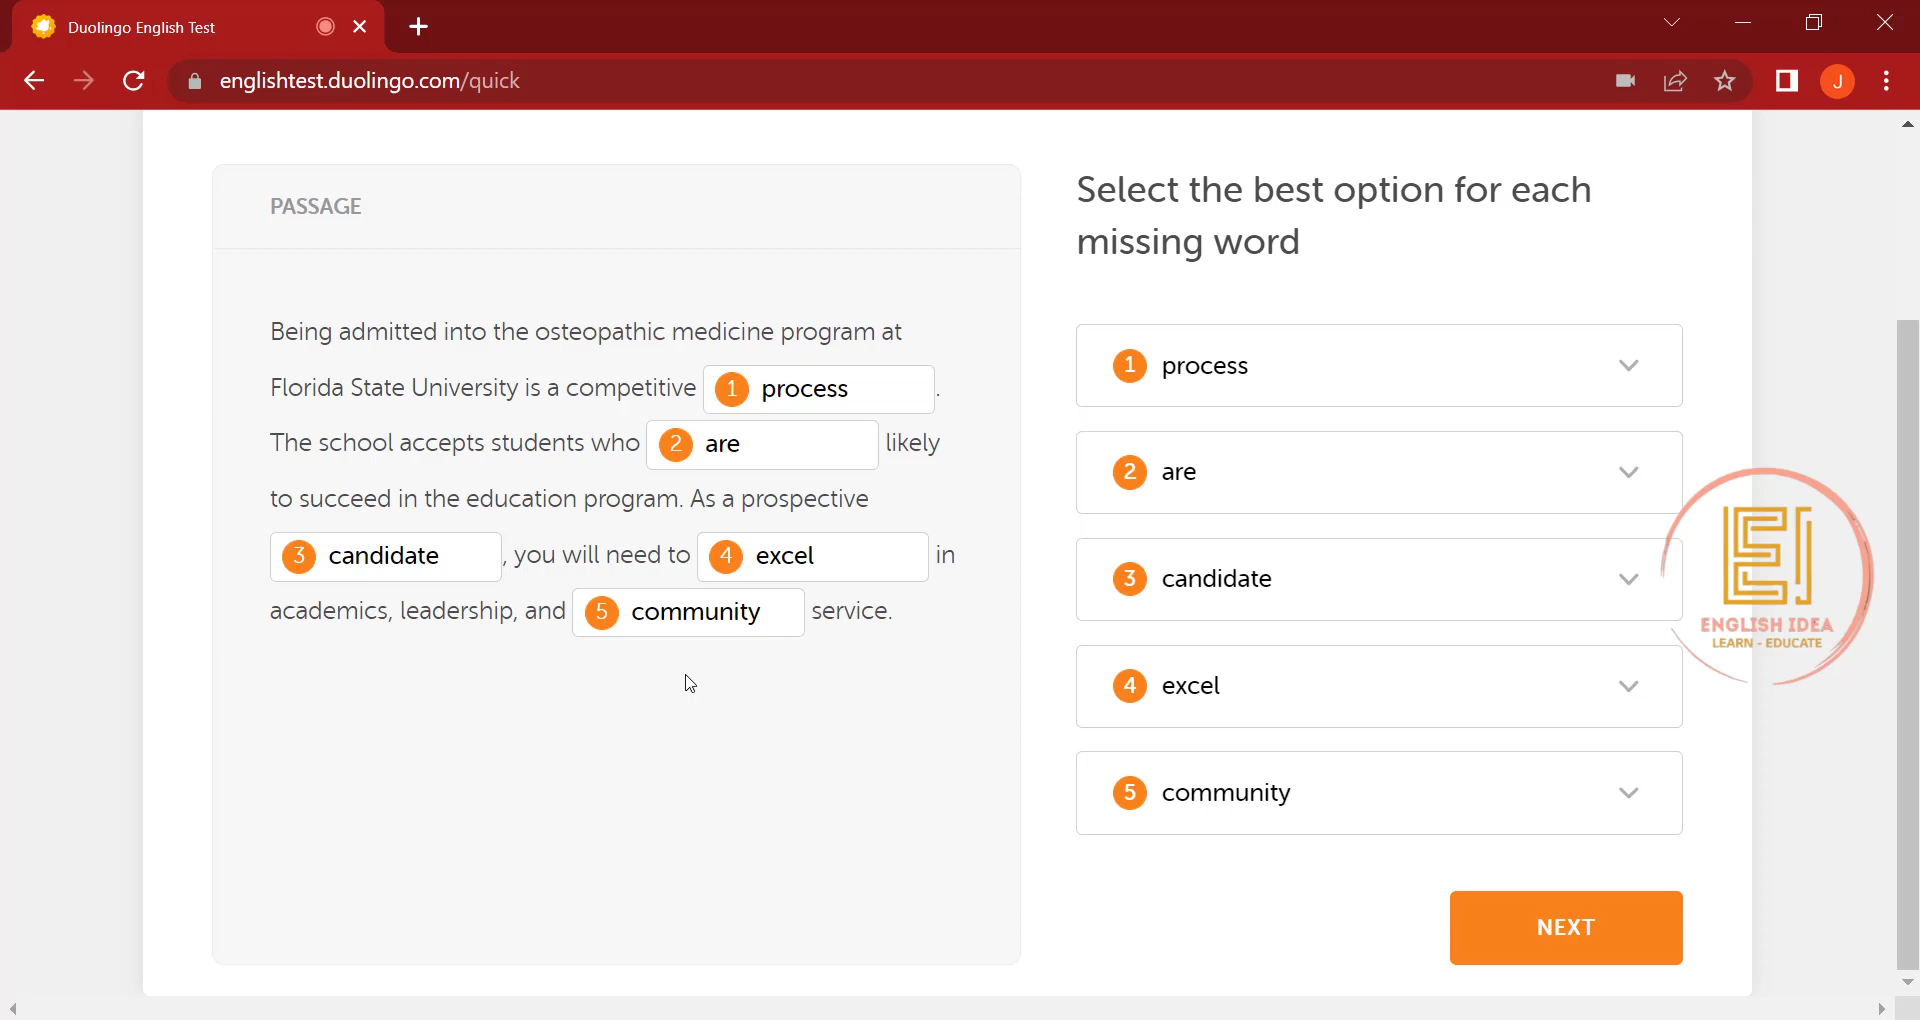 Duolingo English Test
englishtest.duolingo.com/quick
J
PASSAGE
Being admitted into the osteopathic medicine program at
Florida State University is a competitive 1 process .
The school accepts students who 2 are likely
to succeed in the education program. As a prospective
3 candidate , you will need to 4 excel in
academics, leadership, and 5 community service.
Select the best option for each
missing word
1 process
2 are
3 candidate
4 excel
5 community
NEXT
EI
ENGLISH IDEA
LEARN - EDUCATE